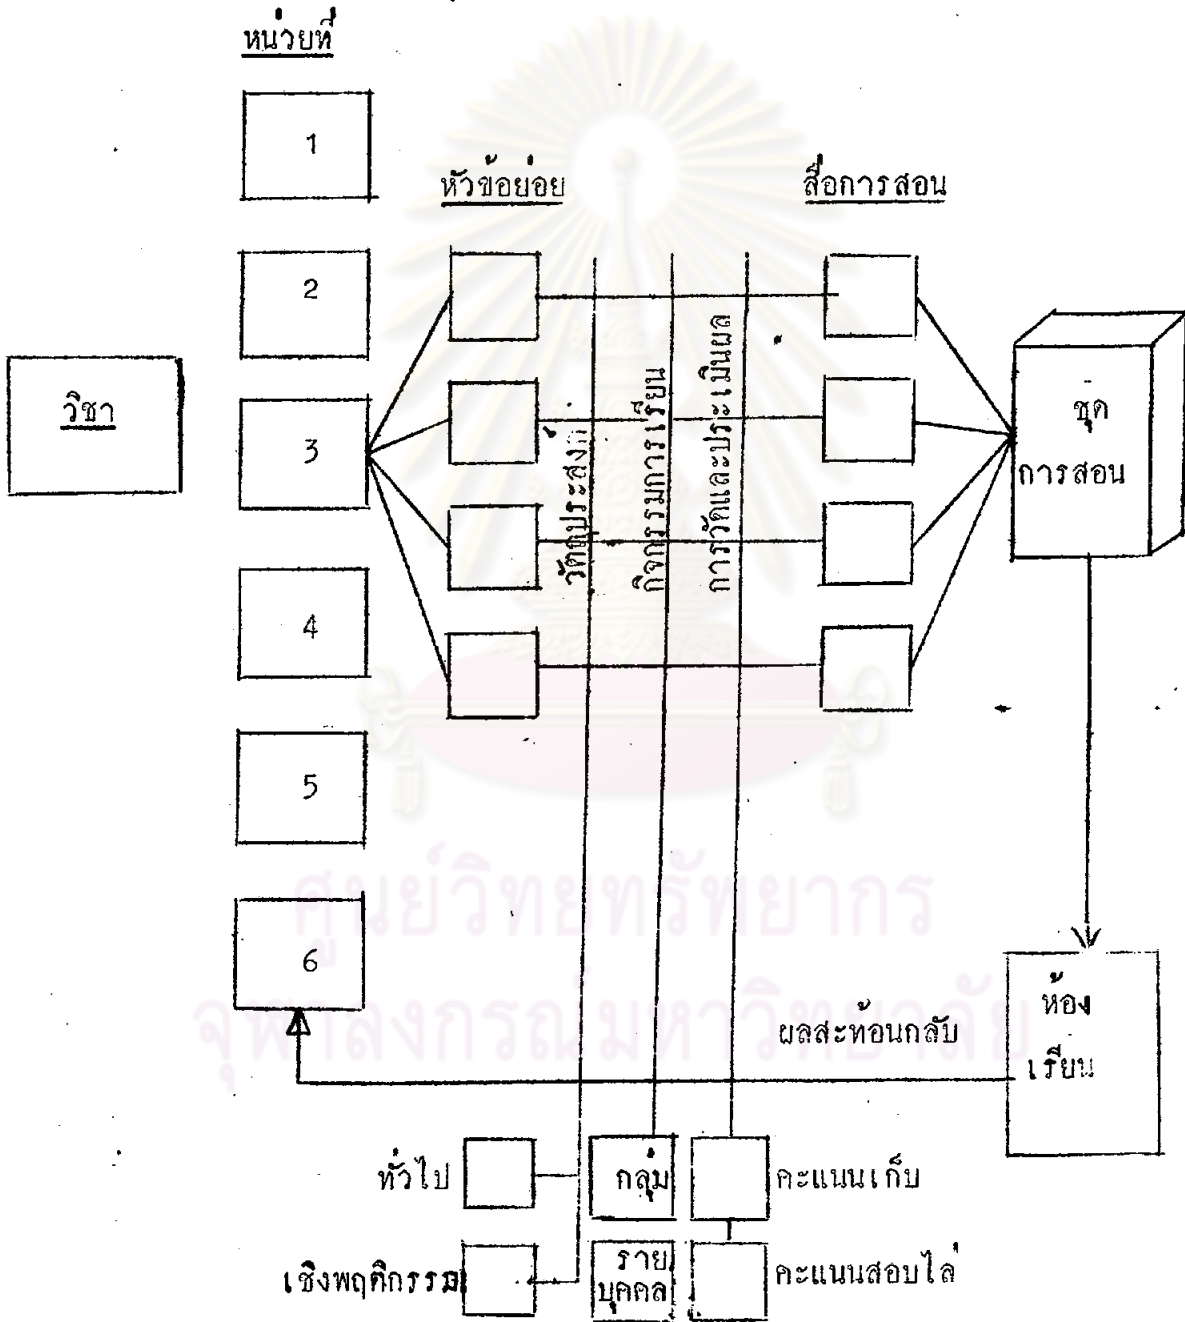 หน่วยที่
1
หัวข้อย่อย
สื่อการสอน
2
วิชา
3
วัตถุประสงค์
กิจกรรมการเรียน
การวัดและประเมินผล
ชุด
การสอน
4
5
ศูนย์วิทยทรัพยากร
6
จุฬาลงกรณ์มหาวิทยาลัย
ห้อง
เรียน
ผลสะท้อนกลับ
ทั่วไป
กลุ่ม
คะแนนเก็บ
เชิงพฤติกรรม
ราย
บุคคล
คะแนนสอบไล่